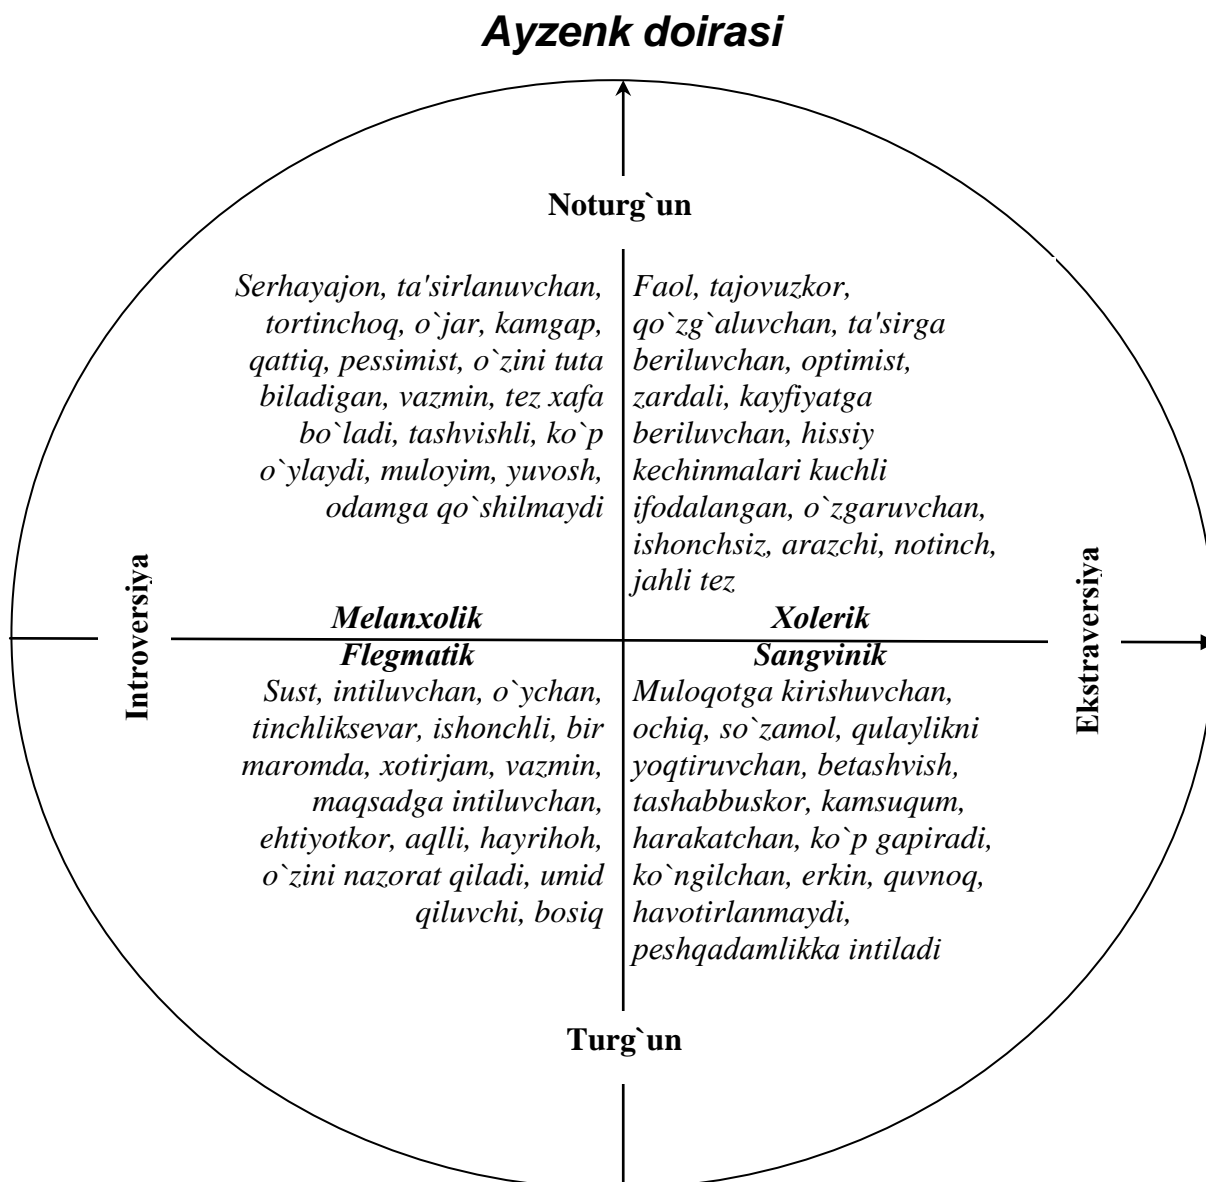 Ayzenk doirasi
Noturg`un
Serhayajon, ta'sirlanuvchan,
tortinchoq, o`jar, kamgap,
qattiq, pessimist, o`zini tuta
biladigan, vazmin, tez xafa
bo`ladi, tashvishli, ko`p
o`ylaydi, muloyim, yuvosh,
odamga qo`shilmaydi
Faol, tajovuzkor,
qo`zg`aluvchan, ta'sirga
beriluvchan, optimist,
zardali, kayfiyatga
beriluvchan, hissiy
kechinmalari kuchli
ifodalangan, o`zgaruvchan,
ishonchsiz, arazchi, notinch,
jahli tez
Introversiya
Melanxolik
Xolerik
Ekstraversiya
Flegmatik
Sust, intiluvchan, o`ychan,
tinchliksevar, ishonchli, bir
maromda, xotirjam, vazmin,
maqsadga intiluvchan,
ehtiyotkor, aqlli, hayrihoh,
o`zini nazorat qiladi, umid
qiluvchi, bosiq
Sangvinik
Muloqotga kirishuvchan,
ochiq, so`zamol, qulaylikni
yoqtiruvchan, betashvish,
tashabbuskor, kamsuqum,
harakatchan, ko`p gapiradi,
ko`ngilchan, erkin, quvnoq,
havotirlanmaydi,
peshqadamlikka intiladi
Turg`un